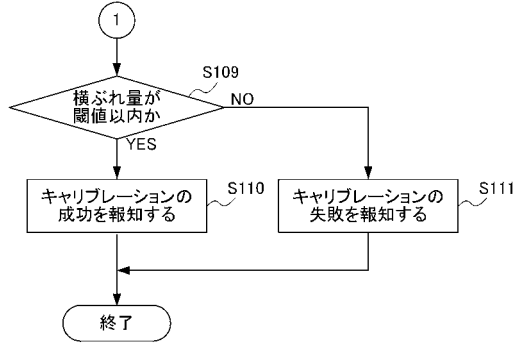 1
S109
横ぶれ量が
閾値以内か
NO
YES
キャリブレーションの
成功を報知する
S110
キャリブレーションの
失敗を報知する
S111
終了